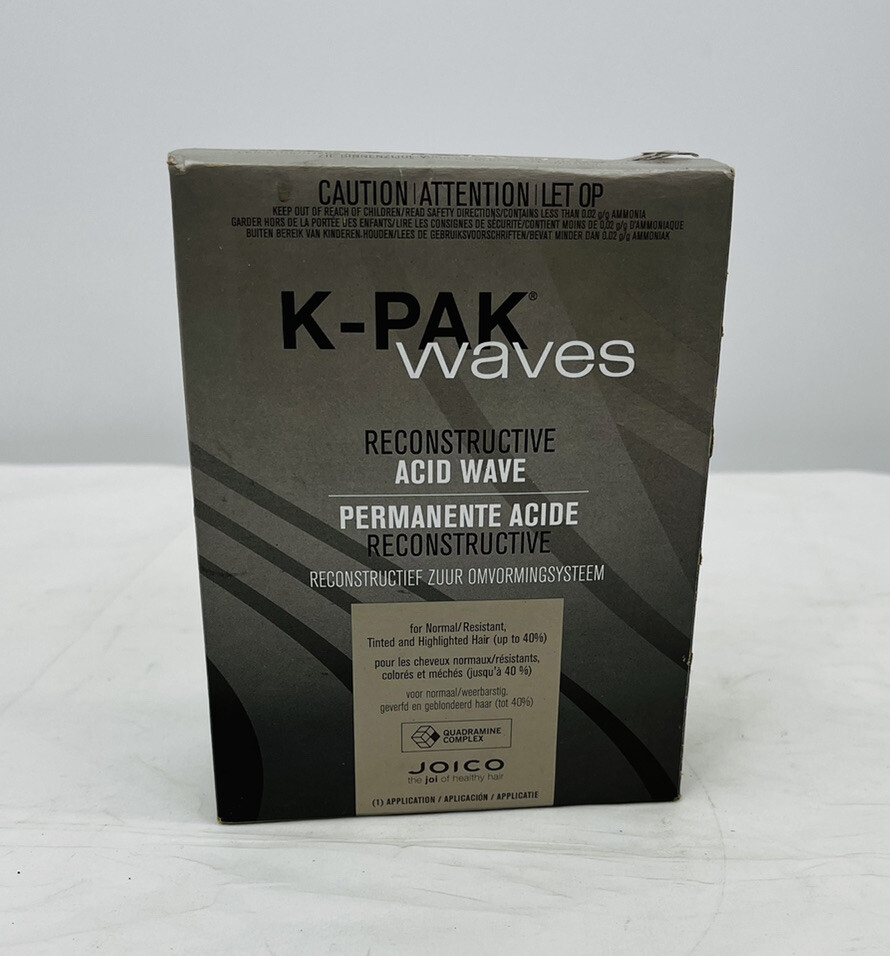 CAUTION | ATTENTION | LET OP
KEEP OUT OF REACH OF CHILDREN/READ SAFETY DIRECTIONS/CONTAINS LESS THAN 0.02 g/g AMMONIA
GARDER HORS DE LA PORTÉE DES ENFANTS/LIRE LES CONSIGNES DE SÉCURITÉ/CONTIENT MOINS DE 0,02 g/g D'AMMONIAQUE
BUITEN BEREIK VAN KINDEREN HOUDEN/LEES DE GEBRUIKSVOORSCHRIFTEN/BEVAT MINDER DAN 0.02 g/g AMMONIAK
K-PAK®
waves
RECONSTRUCTIVE
ACID WAVE
PERMANENTE ACIDE
RECONSTRUCTIVE
RECONSTRUCTIEF ZUUR OMVORMINGSYSTEEM
for Normal/Resistant,
Tinted and Highlighted Hair (up to 40%)
pour les cheveux normaux/résistants,
colorés et méchés (jusqu'à 40 %)
voor normaal/weerbarstig,
geverfd en geblondeerd haar (tot 40%)
QUADRAMINE
COMPLEX
JOICO
the joi of healthy hair
(1) APPLICATION / APLICACIÓN / APPLICATIE